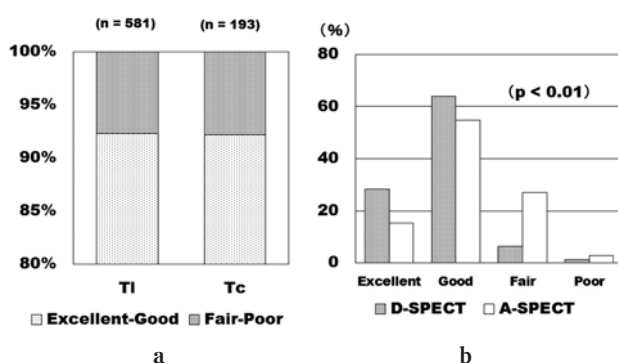 (n = 581) (n = 193)
100%
95%
90%
85%
80%
Tl Tc
Excellent-Good Fair-Poor
a
(%)
80
60
40
20
0
(p < 0.01)
Excellent Good Fair Poor
D-SPECT A-SPECT
b